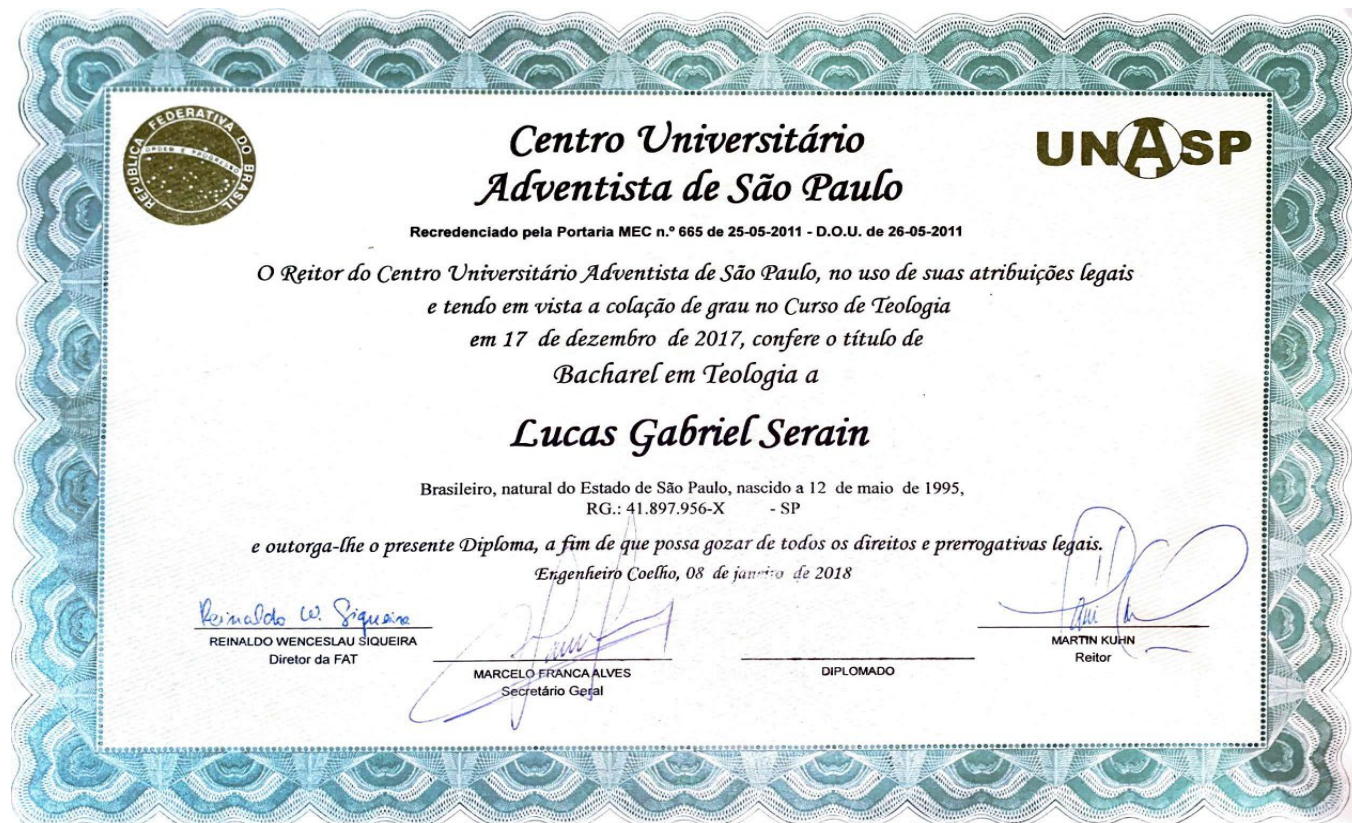 REPÚBLICA FEDERATIVA DO BRASIL
ORDEM E PROGRESSO
UNASP
Centro Universitário
Adventista de São Paulo
Recredenciado pela Portaria MEC n.º 665 de 25-05-2011 - D.O.U. de 26-05-2011
O Reitor do Centro Universitário Adventista de São Paulo, no uso de suas atribuições legais
e tendo em vista a colação de grau no Curso de Teologia
em 17 de dezembro de 2017, confere o título de
Bacharel em Teologia a
Lucas Gabriel Serain
Brasileiro, natural do Estado de São Paulo, nascido a 12 de maio de 1995,
RG.: 41.897.956-X - SP
e outorga-lhe o presente Diploma, a fim de que possa gozar de todos os direitos e prerrogativas legais.
Engenheiro Coelho, 08 de janeiro de 2018
Reinaldo W. Siqueira
REINALDO WENCESLAU SIQUEIRA
Diretor da FAT
MARCELO FRANCA ALVES
Secretário Geral
DIPLOMADO
MARTIN KUHN
Reitor